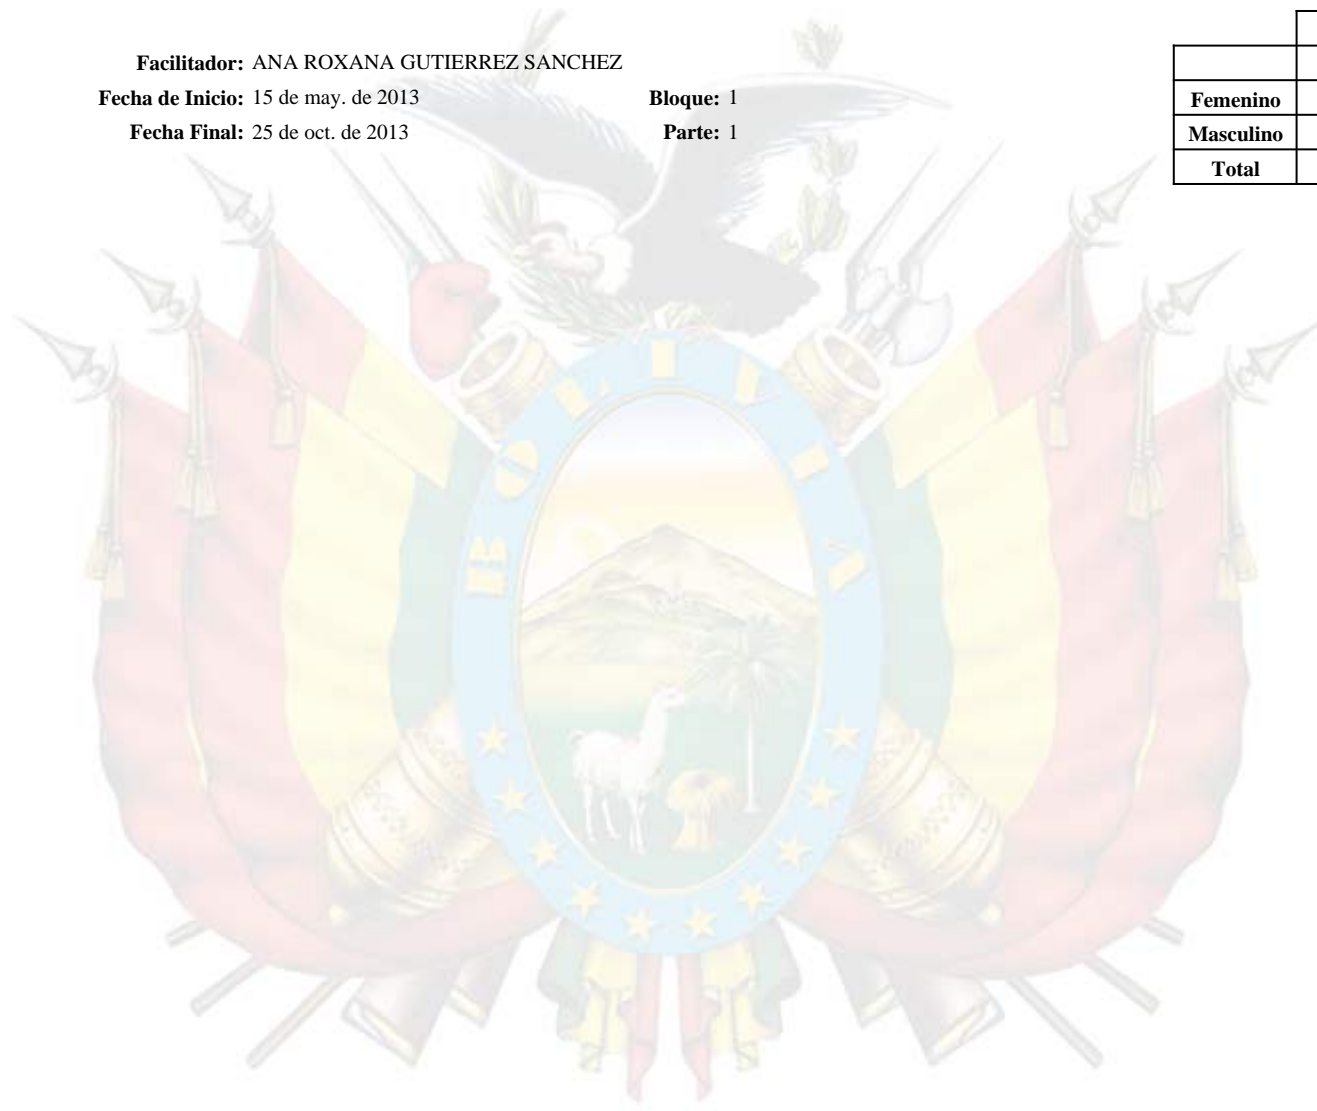 Facilitador: ANA ROXANA GUTIERREZ SANCHEZ
Fecha de Inicio: 15 de may. de 2013 Bloque: 1
Fecha Final: 25 de oct. de 2013 Parte: 1
Femenino
Masculino
Total
BOLIVIA